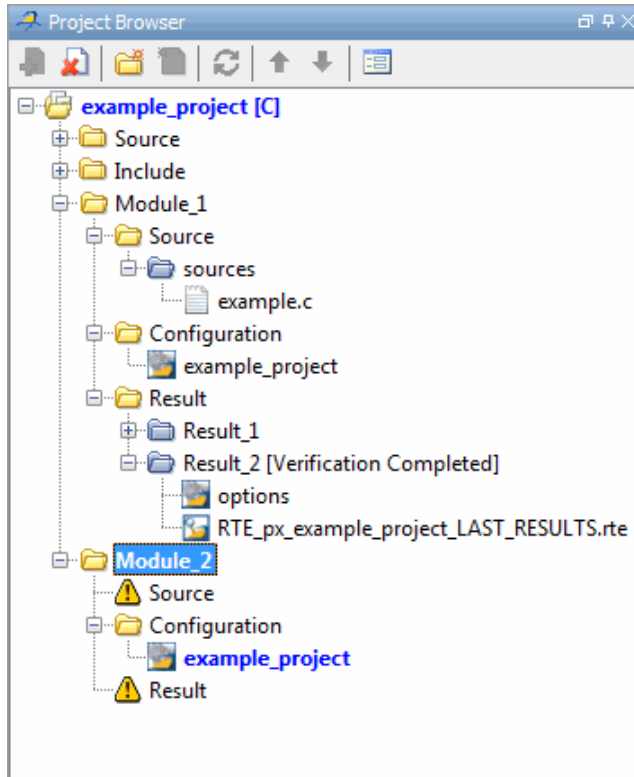 Project Browser
example_project [C]
Source
Include
Module_1
Source
sources
example.c
Configuration
example_project
Result
Result_1
Result_2 [Verification Completed]
options
RTE_px_example_project_LAST_RESULTS.rte
Module_2
Source
Configuration
example_project
Result